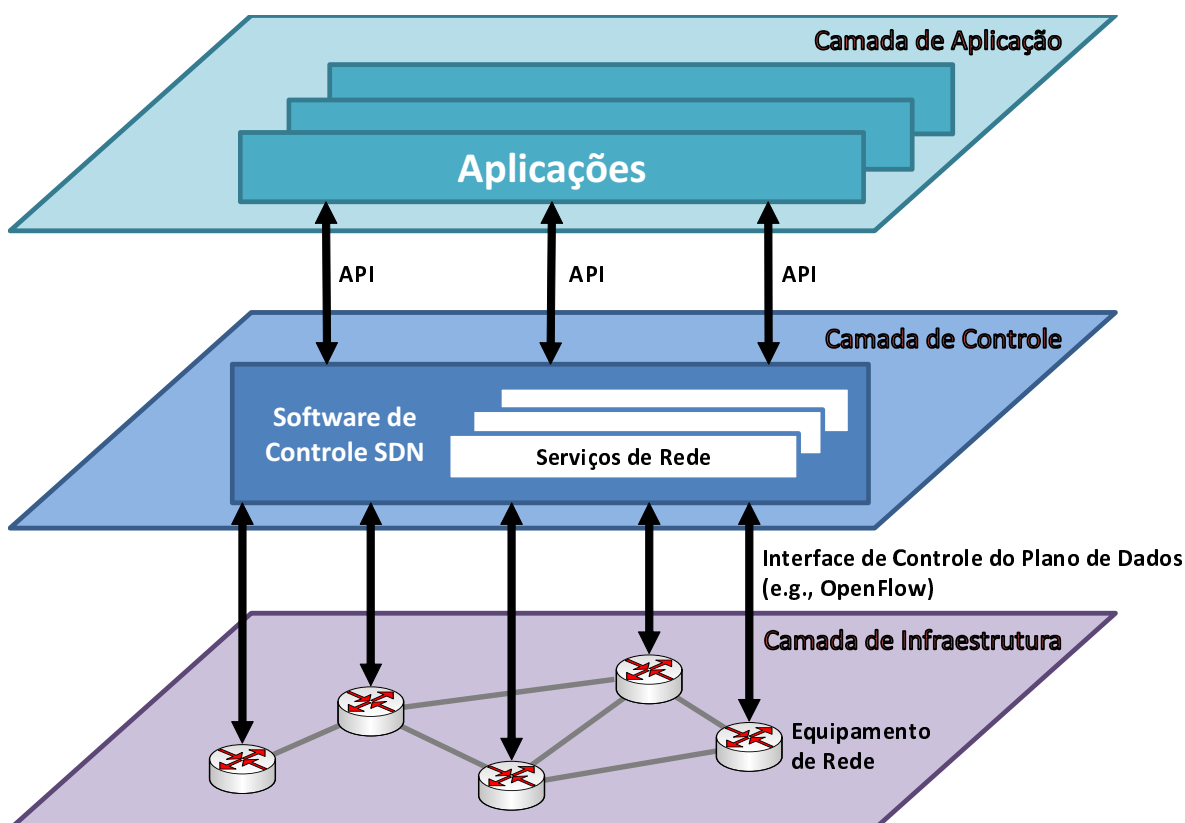 Camada de Aplicação
Aplicações
API
API
API
Camada de Controle
Software de
Controle SDN
Serviços de Rede
Interface de Controle do Plano de Dados
(e.g., OpenFlow)
Camada de Infraestrutura
Equipamento
de Rede